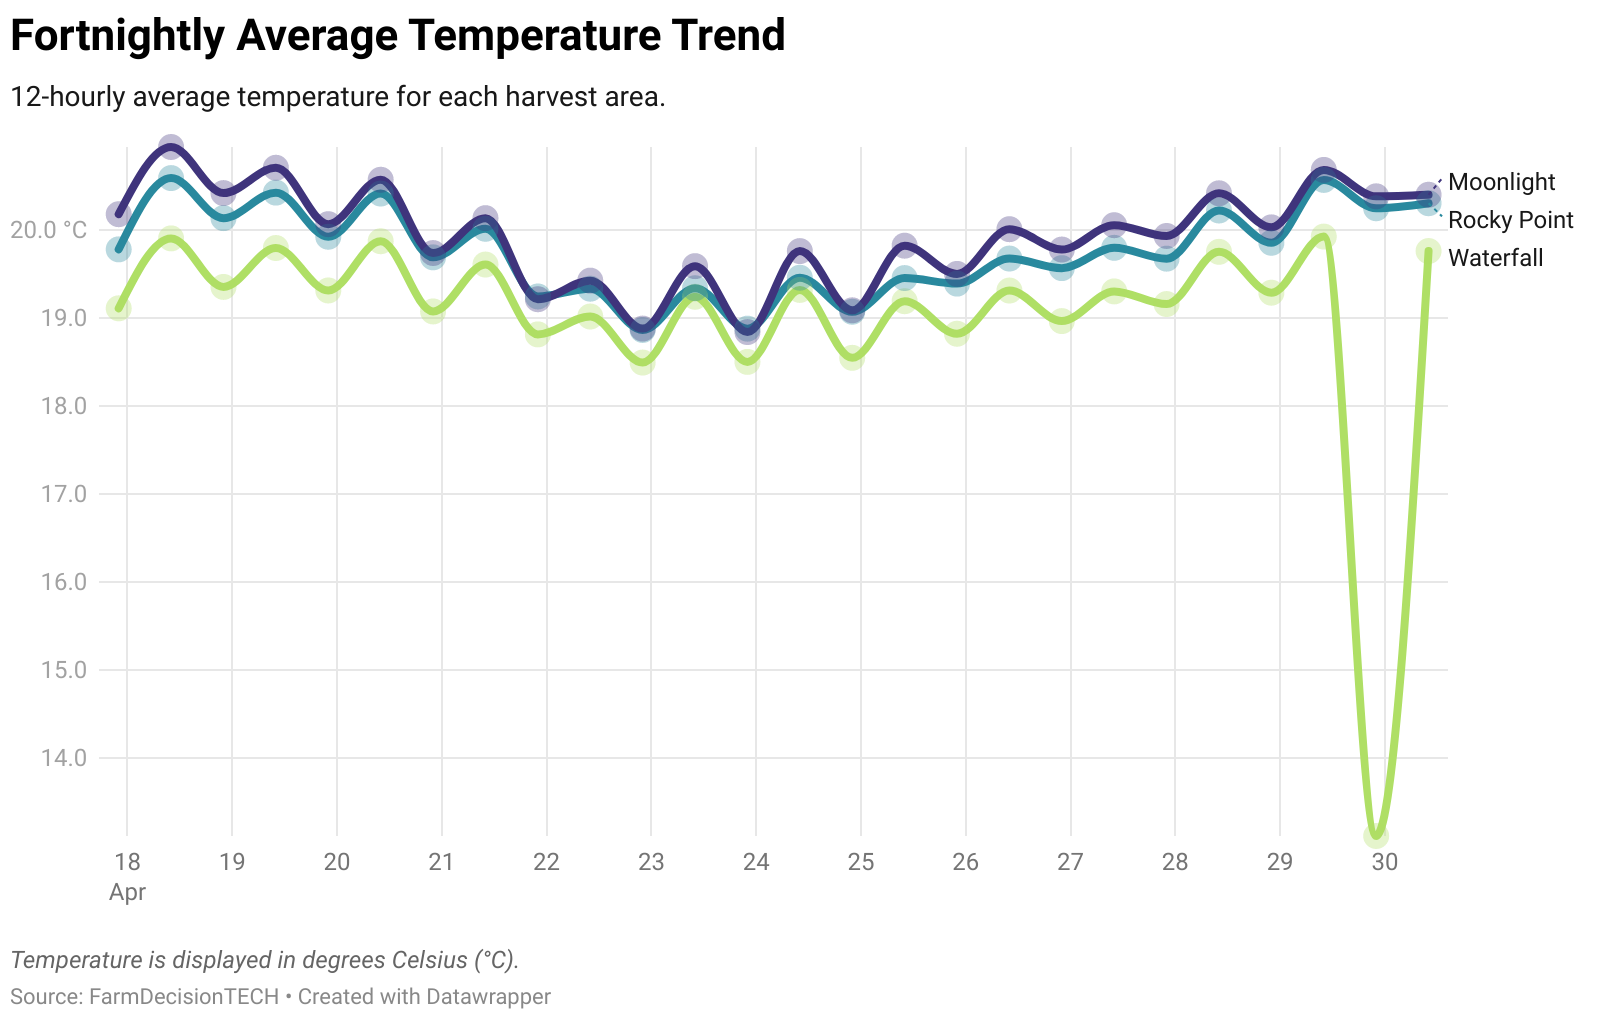 Fortnightly Average Temperature Trend
12-hourly average temperature for each harvest area.
Moonlight
Rocky Point
Waterfall
20.0 °C
19.0
18.0
17.0
16.0
15.0
14.0
18 19 20 21 22 23 24 25 26 27 28 29 30
Apr
Temperature is displayed in degrees Celsius (°C).
Source: FarmDecisionTECH • Created with Datawrapper